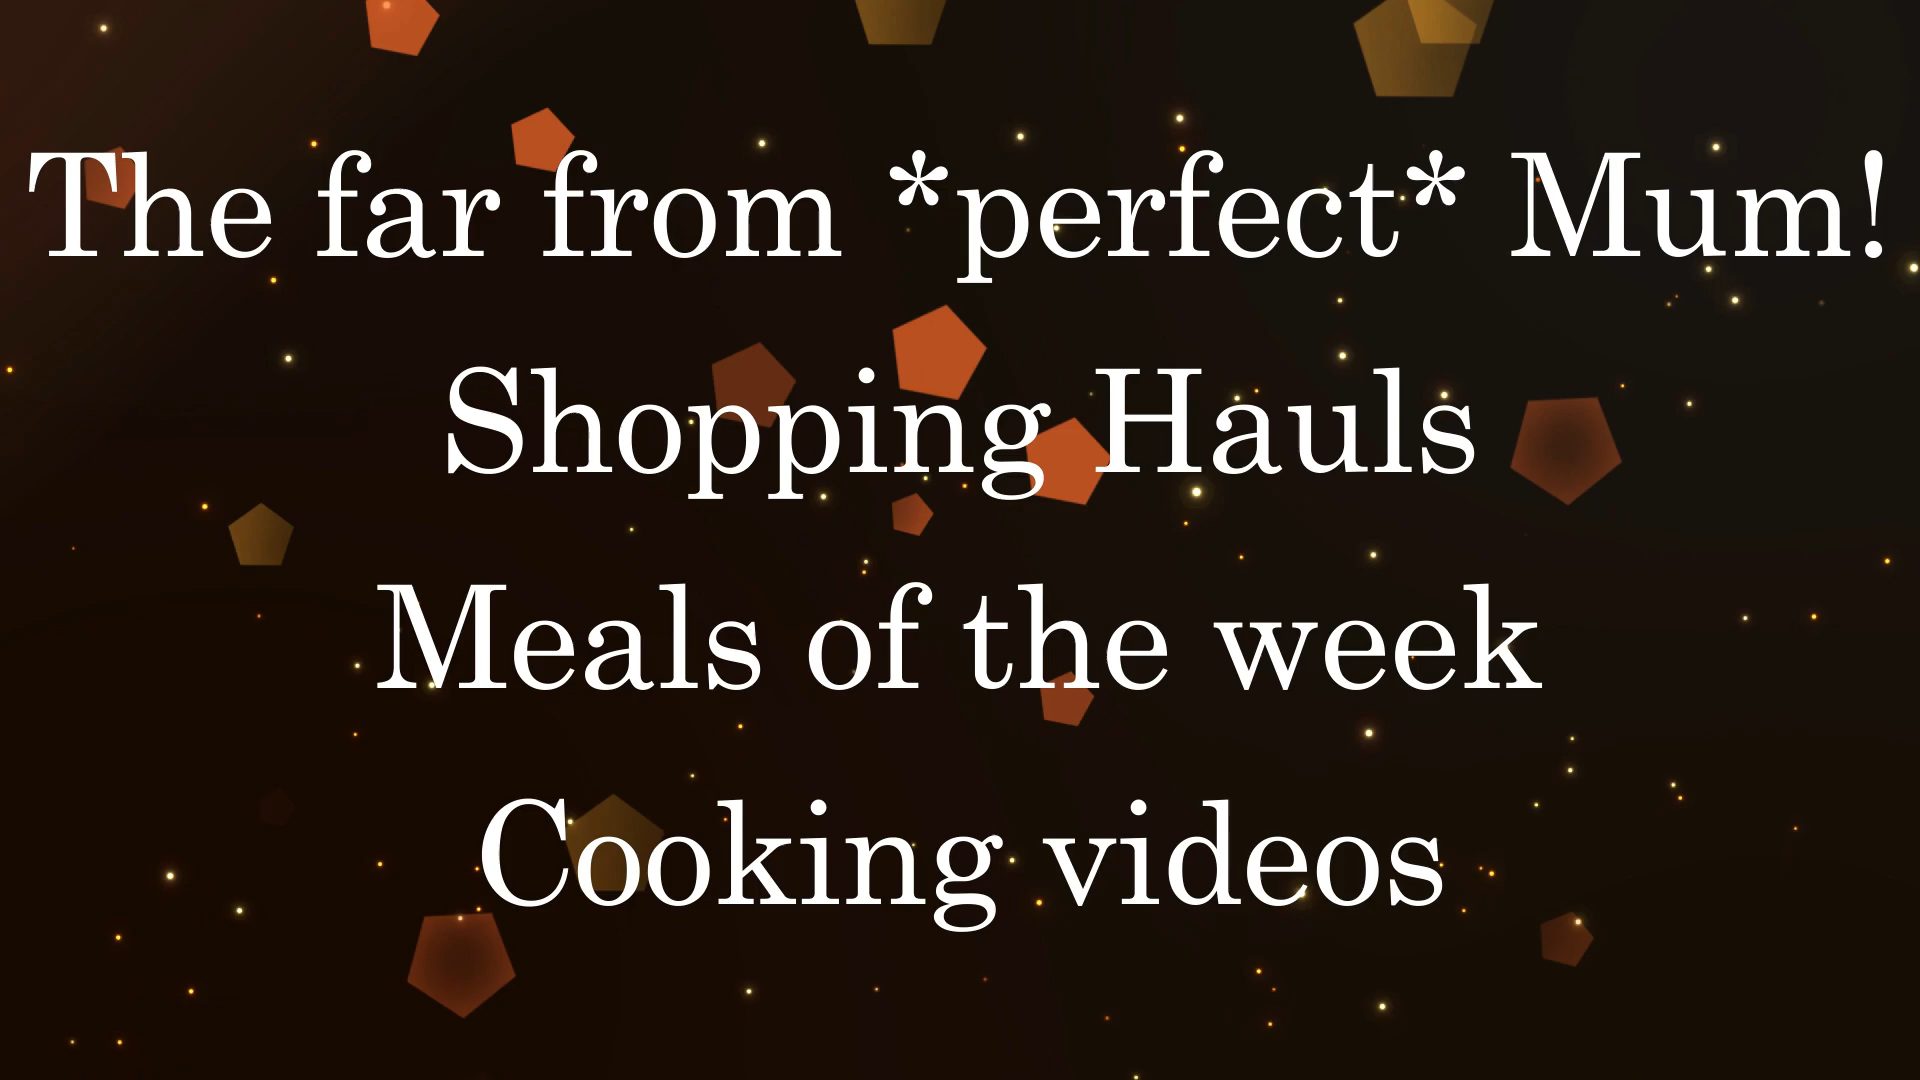 The far from *perfect* Mum!
Shopping Hauls
Meals of the week
Cooking videos